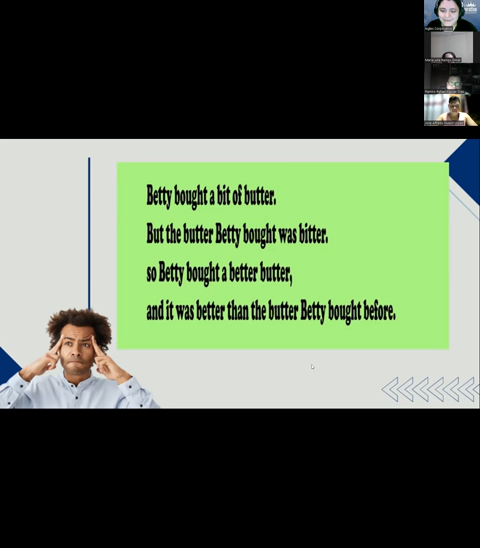 Betty bought a bit of butter.
But the butter Betty bought was bitter.
so Betty bought a better butter,
and it was better than the butter Betty bought before.